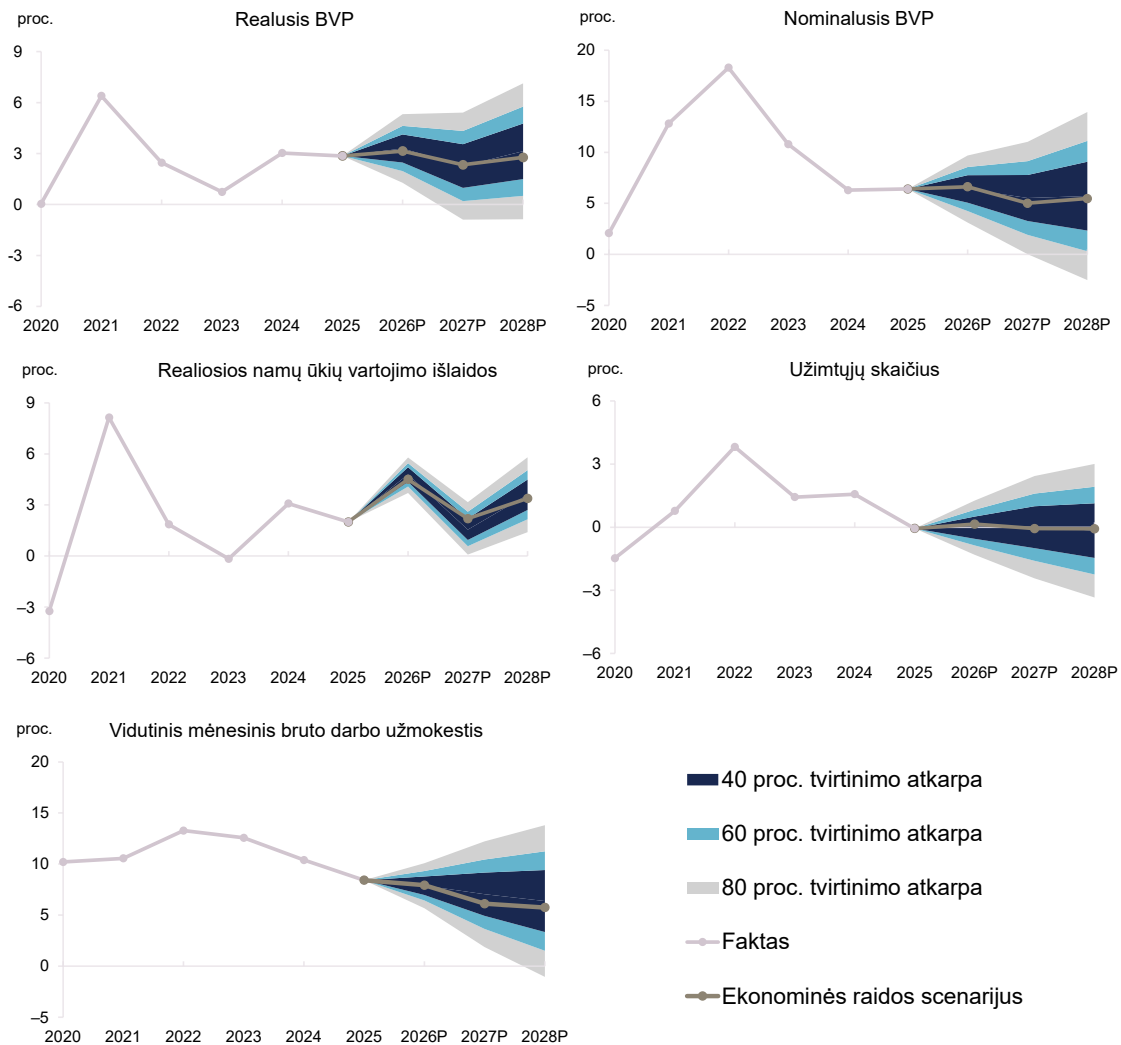 proc.
Realusis BVP
9
6
3
0
-3
-6
2020 2021 2022 2023 2024 2025 2026P 2027P 2028P
proc.
Nominalusis BVP
20
15
10
5
0
–5
2020 2021 2022 2023 2024 2025 2026P 2027P 2028P
proc.
Realiosios namų ūkių vartojimo išlaidos
9
6
3
0
–3
–6
2020 2021 2022 2023 2024 2025 2026P 2027P 2028P
proc.
Užimtųjų skaičius
6
3
0
–3
–6
2020 2021 2022 2023 2024 2025 2026P 2027P 2028P
proc.
Vidutinis mėnesinis bruto darbo užmokestis
20
15
10
5
0
–5
2020 2021 2022 2023 2024 2025 2026P 2027P 2028P
40 proc. tvirtinimo atkarpa
60 proc. tvirtinimo atkarpa
80 proc. tvirtinimo atkarpa
Faktas
Ekonominės raidos scenarijus